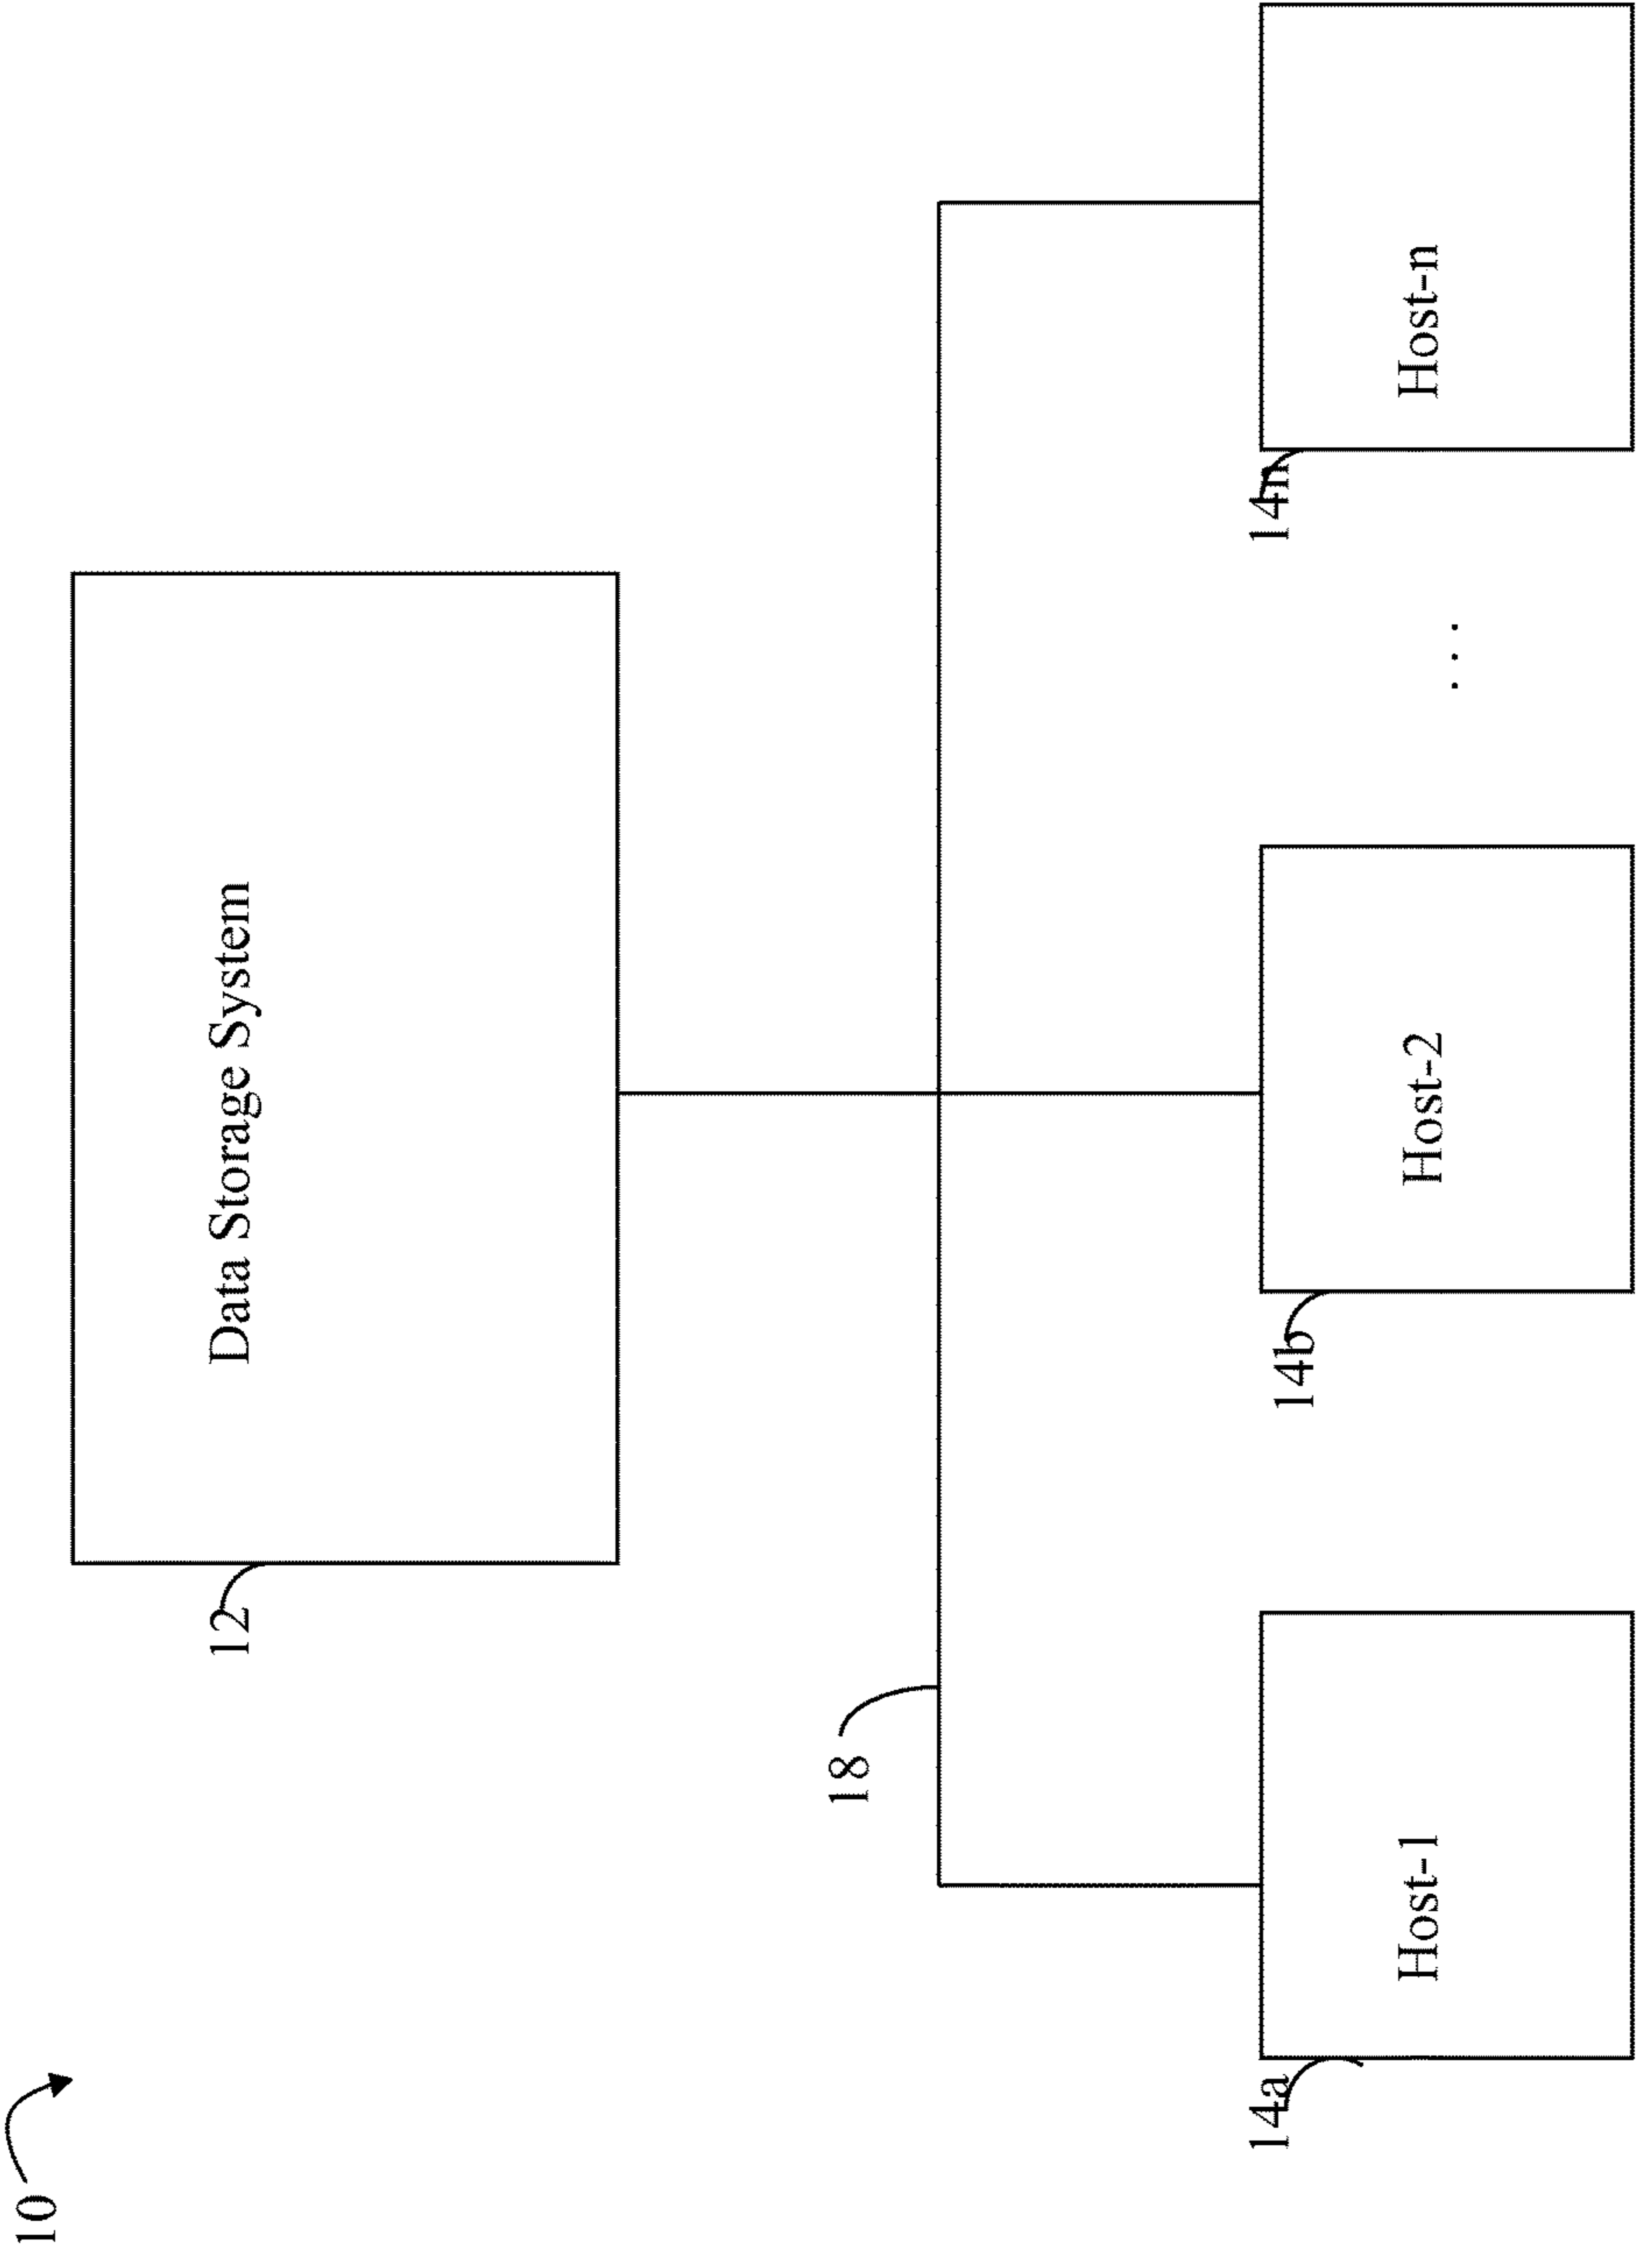 10
12
Data Storage System
18
14a
Host-1
14b
Host-2
. . .
14n
Host-n